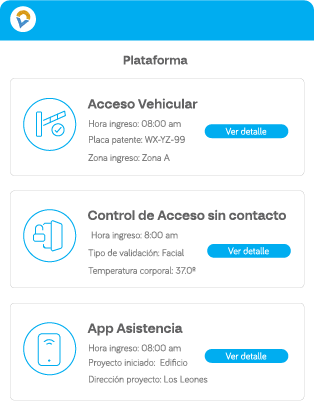 Plataforma
Acceso Vehicular
Hora ingreso: 08:00 am
Placa patente: WX-YZ-99
Ver detalle
Zona ingreso: Zona A
Control de Acceso sin contacto
Hora ingreso: 8:00 am
Tipo de validación: Facial
Ver detalle
Temperatura corporal: 37.0º
App Asistencia
Hora ingreso: 08:00 am
Proyecto iniciado: Edificio
Ver detalle
Dirección proyecto: Los Leones